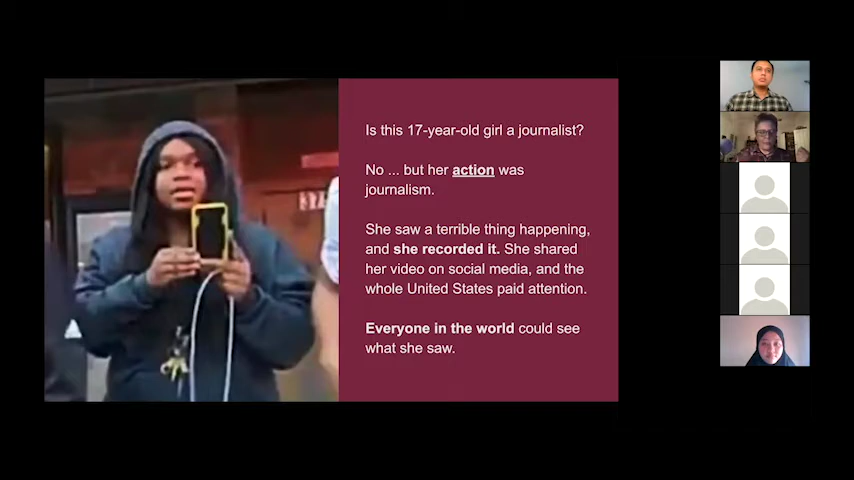 Is this 17-year-old girl a journalist?
No ... but her action was
journalism.
She saw a terrible thing happening,
and she recorded it. She shared
her video on social media, and the
whole United States paid attention.
Everyone in the world could see
what she saw.